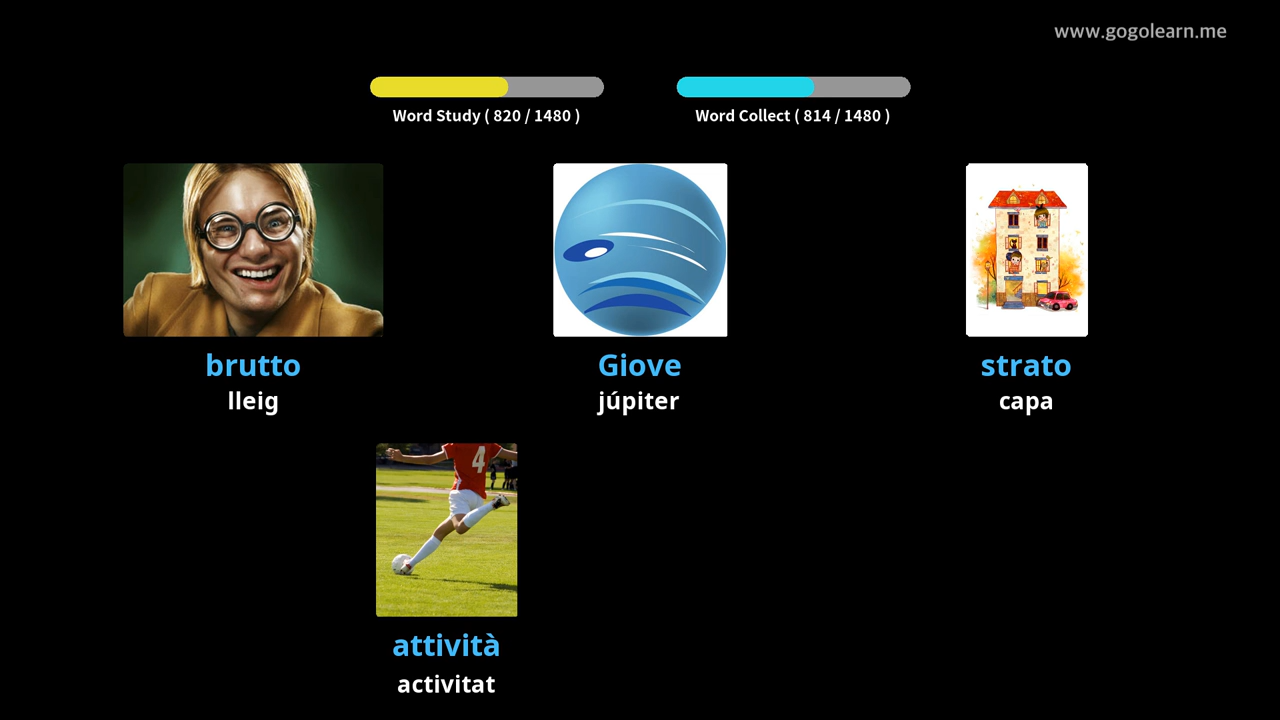 www.gogolearn.me
Word Study ( 820 / 1480 )
Word Collect ( 814 / 1480 )
brutto
lleig
Giove
júpiter
strato
capa
4
attività
activitat